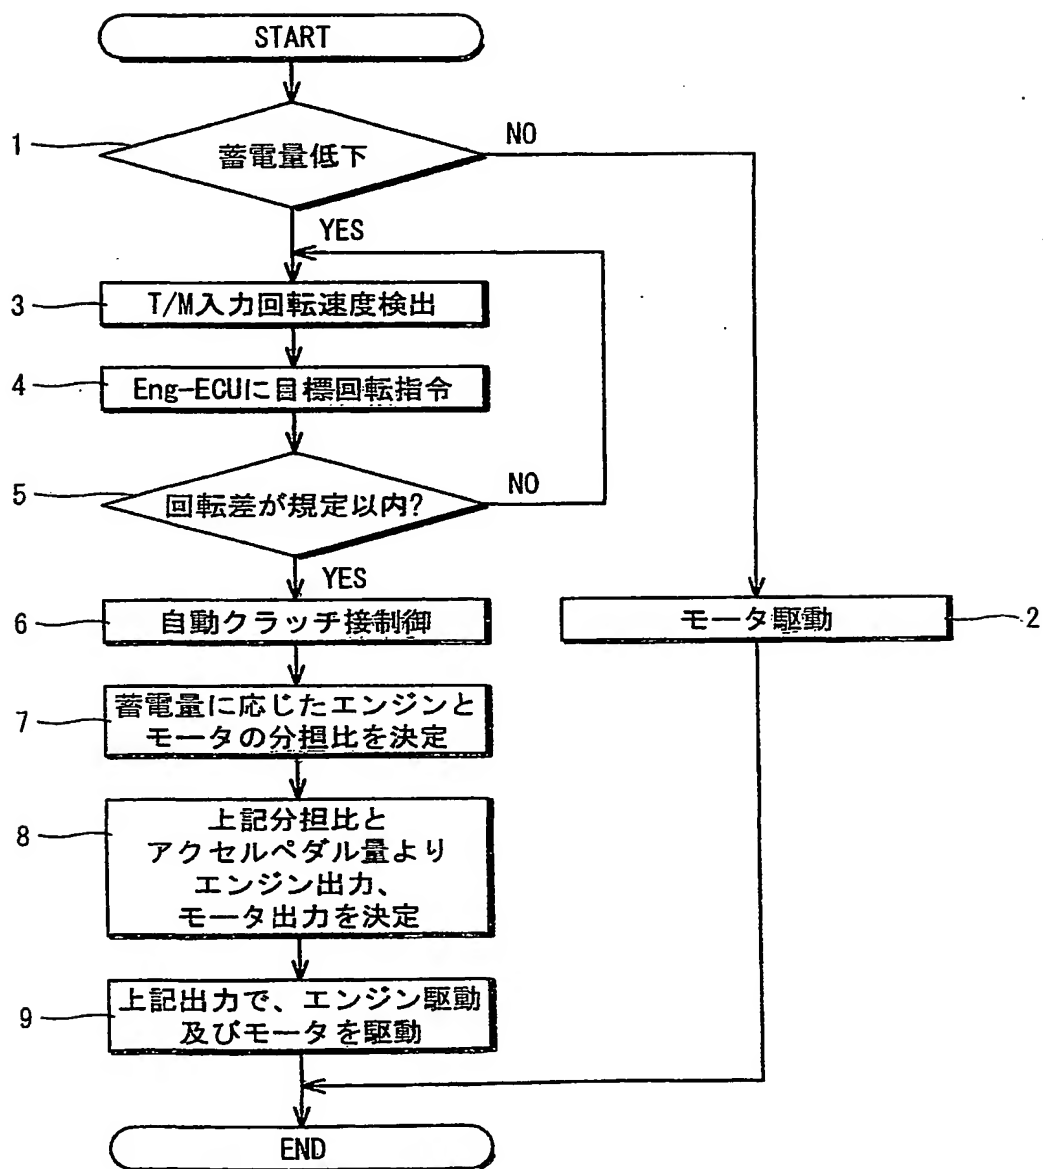 START
1
蓄電量低下
NO
YES
3
T/M入力回転速度検出
4
Eng-ECUに目標回転指令
5
回転差が規定以内?
NO
YES
6
自動クラッチ接制御
モータ駆動
2
7
蓄電量に応じたエンジンと
モータの分担比を決定
8
上記分担比と
アクセルペダル量より
エンジン出力、
モータ出力を決定
9
上記出力で、エンジン駆動
及びモータを駆動
END